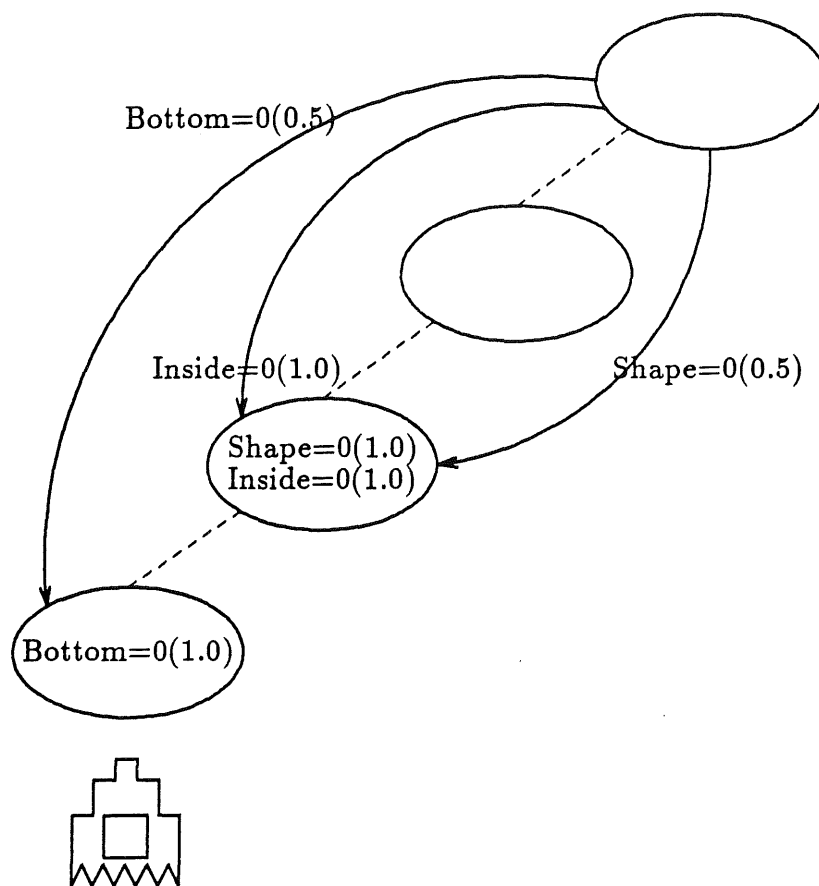 Bottom=0(0.5)
Inside=0(1.0)
Shape=0(0.5)
Shape=0(1.0)
Inside=0(1.0)
Bottom=0(1.0)